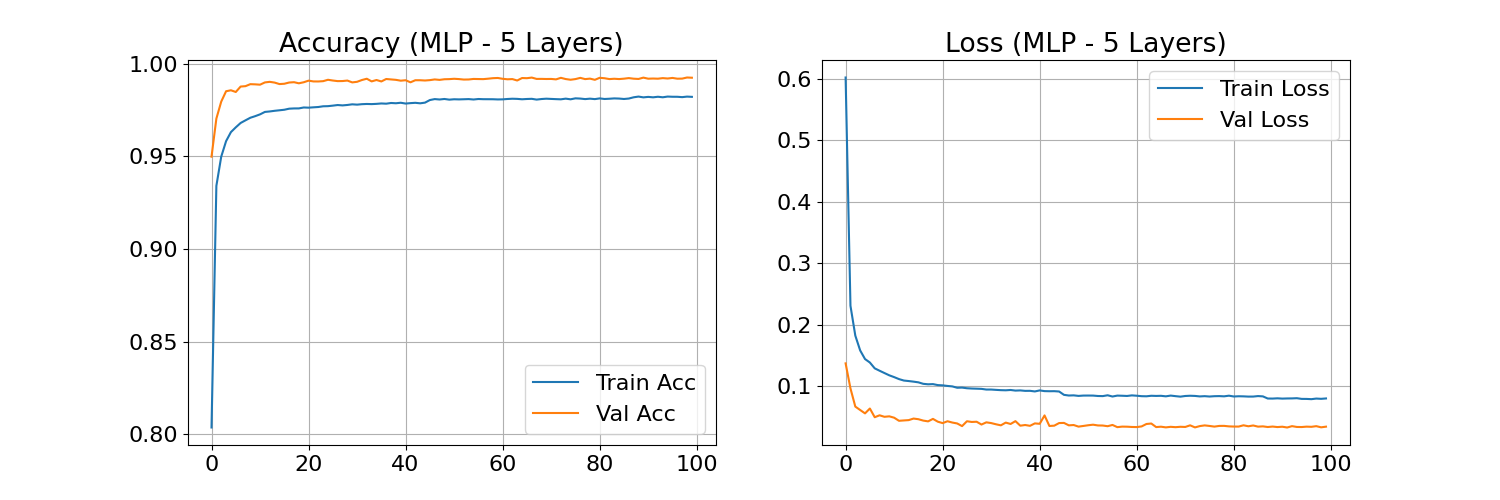 Accuracy (MLP - 5 Layers)
1.00
0.95
0.90
0.85
0.80
0 20 40 60 80 100
Train Acc
Val Acc
Loss (MLP - 5 Layers)
0.6
0.5
0.4
0.3
0.2
0.1
0 20 40 60 80 100
Train Loss
Val Loss